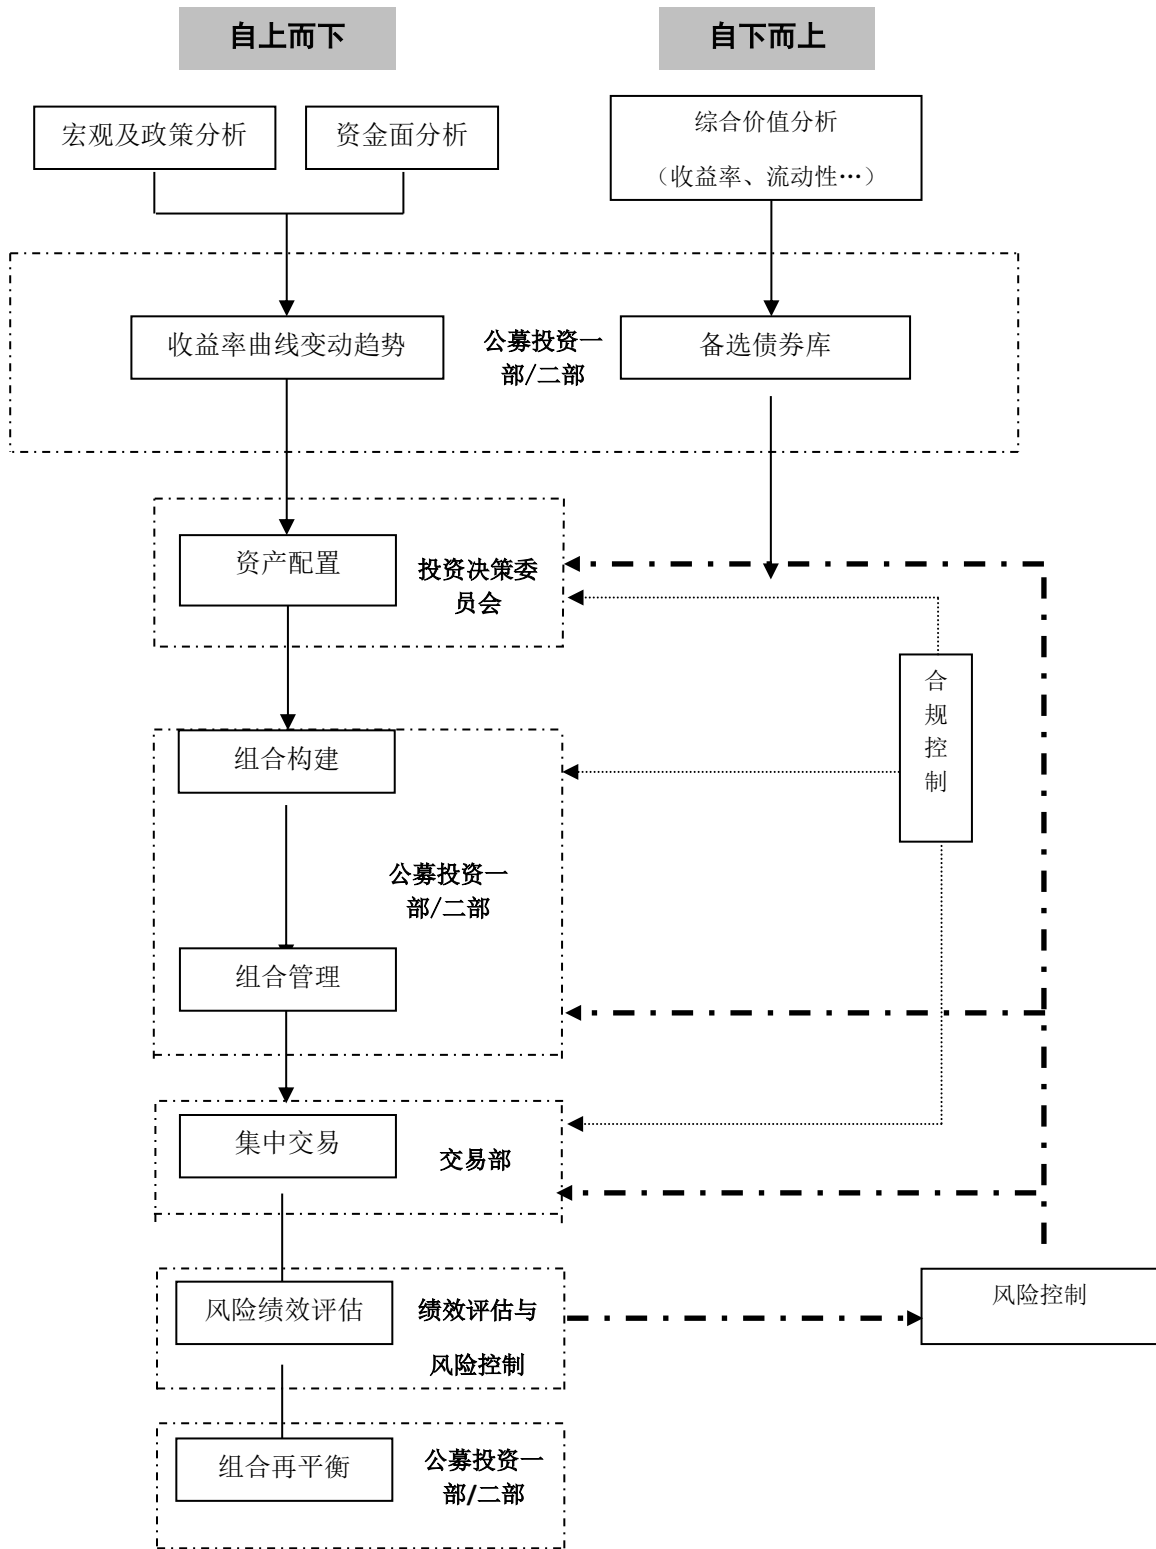 自上而下
自下而上
宏观及政策分析
资金面分析
综合价值分析
（收益率、流动性…）
收益率曲线变动趋势
公募投资一
部/二部
备选债券库
资产配置
投资决策委
员会
合
规
控
制
组合构建
公募投资一
部/二部
组合管理
集中交易
交易部
风险绩效评估
绩效评估与
风险控制
风险控制
组合再平衡
公募投资一
部/二部